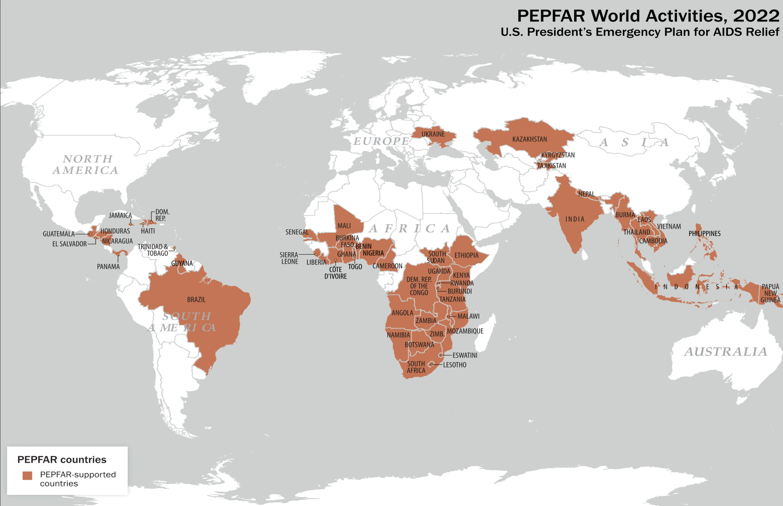 PEPFAR World Activities, 2022
U.S. President's Emergency Plan for AIDS Relief
NORTH
AMERICA
EUROPE
ASIA
AFRICA
SOUTH
AMERICA
AUSTRALIA
UKRAINE
KAZAKHSTAN
KYRGYZSTAN
TAJIKISTAN
NEPAL
INDIA
BURMA
LAOS
VIETNAM
THAILAND
CAMBODIA
PHILIPPINES
INDONESIA
PAPUA
NEW
GUINEA
JAMAICA
DOM.
REP.
HAITI
GUATEMALA
HONDURAS
EL SALVADOR
NICARAGUA
PANAMA
TRINIDAD &
TOBAGO
GUYANA
BRAZIL
SENEGAL
MALI
BURKINA
FASO
BENIN
GHANA
NIGERIA
SIERRA
LEONE
LIBERIA
CÔTE
D'IVOIRE
TOGO
CAMEROON
SOUTH
SUDAN
ETHIOPIA
UGANDA
KENYA
DEM. REP.
OF THE
CONGO
RWANDA
BURUNDI
TANZANIA
ANGOLA
ZAMBIA
MALAWI
MOZAMBIQUE
NAMIBIA
ZIMB.
BOTSWANA
ESWATINI
SOUTH
AFRICA
LESOTHO
PEPFAR countries
PEPFAR-supported
countries